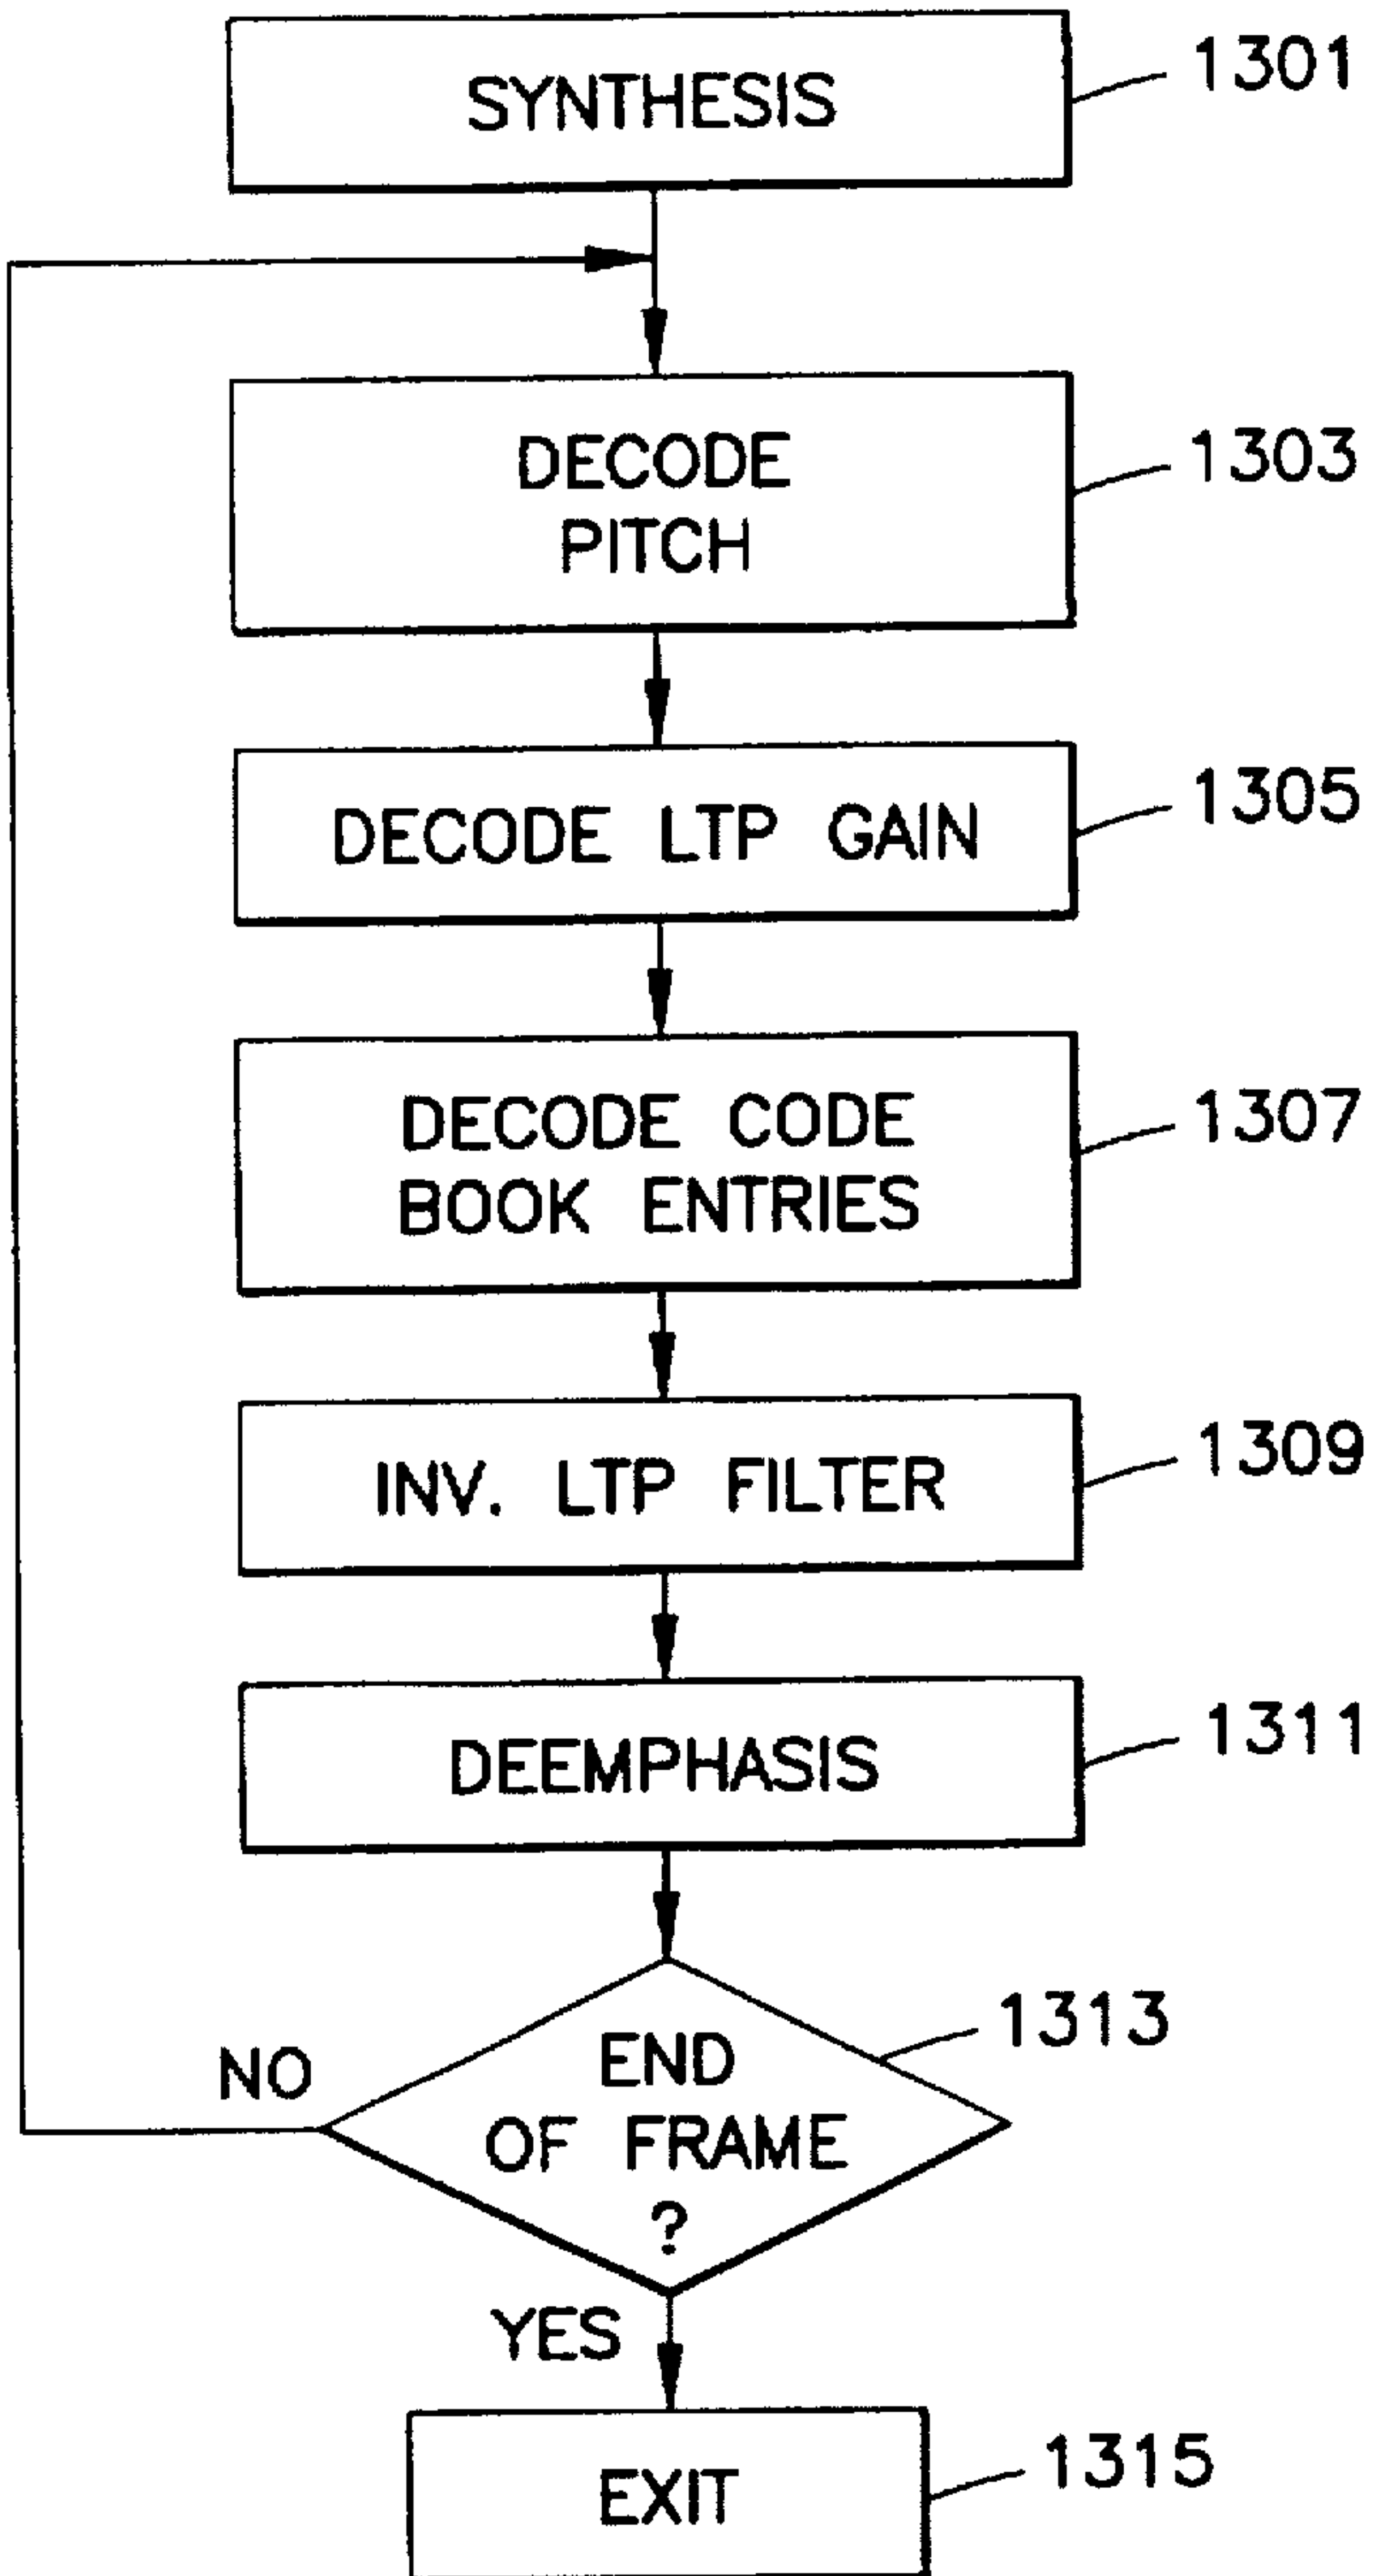 SYNTHESIS
1301
DECODE
PITCH
1303
DECODE LTP GAIN
1305
DECODE CODE
BOOK ENTRIES
1307
INV. LTP FILTER
1309
DEEMPHASIS
1311
END
OF FRAME
?
1313
NO
YES
EXIT
1315